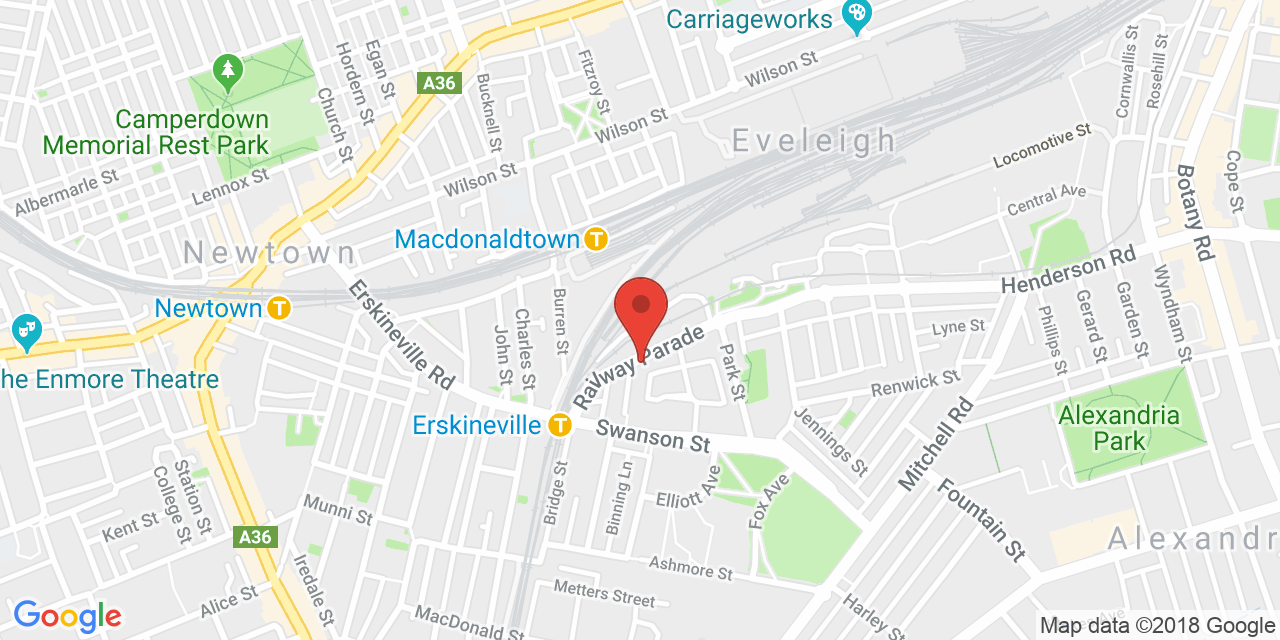 Carriageworks
Wilson St
Egan St
Hordern St
Church St
Bucknell St
Fitzroy St
A36
Cornwallis St
Rosehill St
Camperdown
Memorial Rest Park
Wilson St
Eveleigh
Locomotive St
Cope St
Botany Rd
Albermarle St
Lennox St
Wilson St
Central Ave
Newtown
Macdonaldtown
T
Henderson Rd
Newtown
T
Erskineville Rd
Burren St
Charles St
John St
Railway Parade
Park St
Lyne St
Phillips St
Gerard St
Garden St
Wyndham St
he Enmore Theatre
Renwick St
Erskineville
T
Swanson St
Jennings St
Mitchell Rd
Alexandria
Park
Station St
College St
Kent St
Munni St
Bridge St
Binning Ln
Elliott Ave
Fox Ave
Fountain St
A36
Alexandri
Iredale St
Ashmore St
Metters Street
Alice St
MacDonald St
Harley St
Google
Map data ©2018 Google